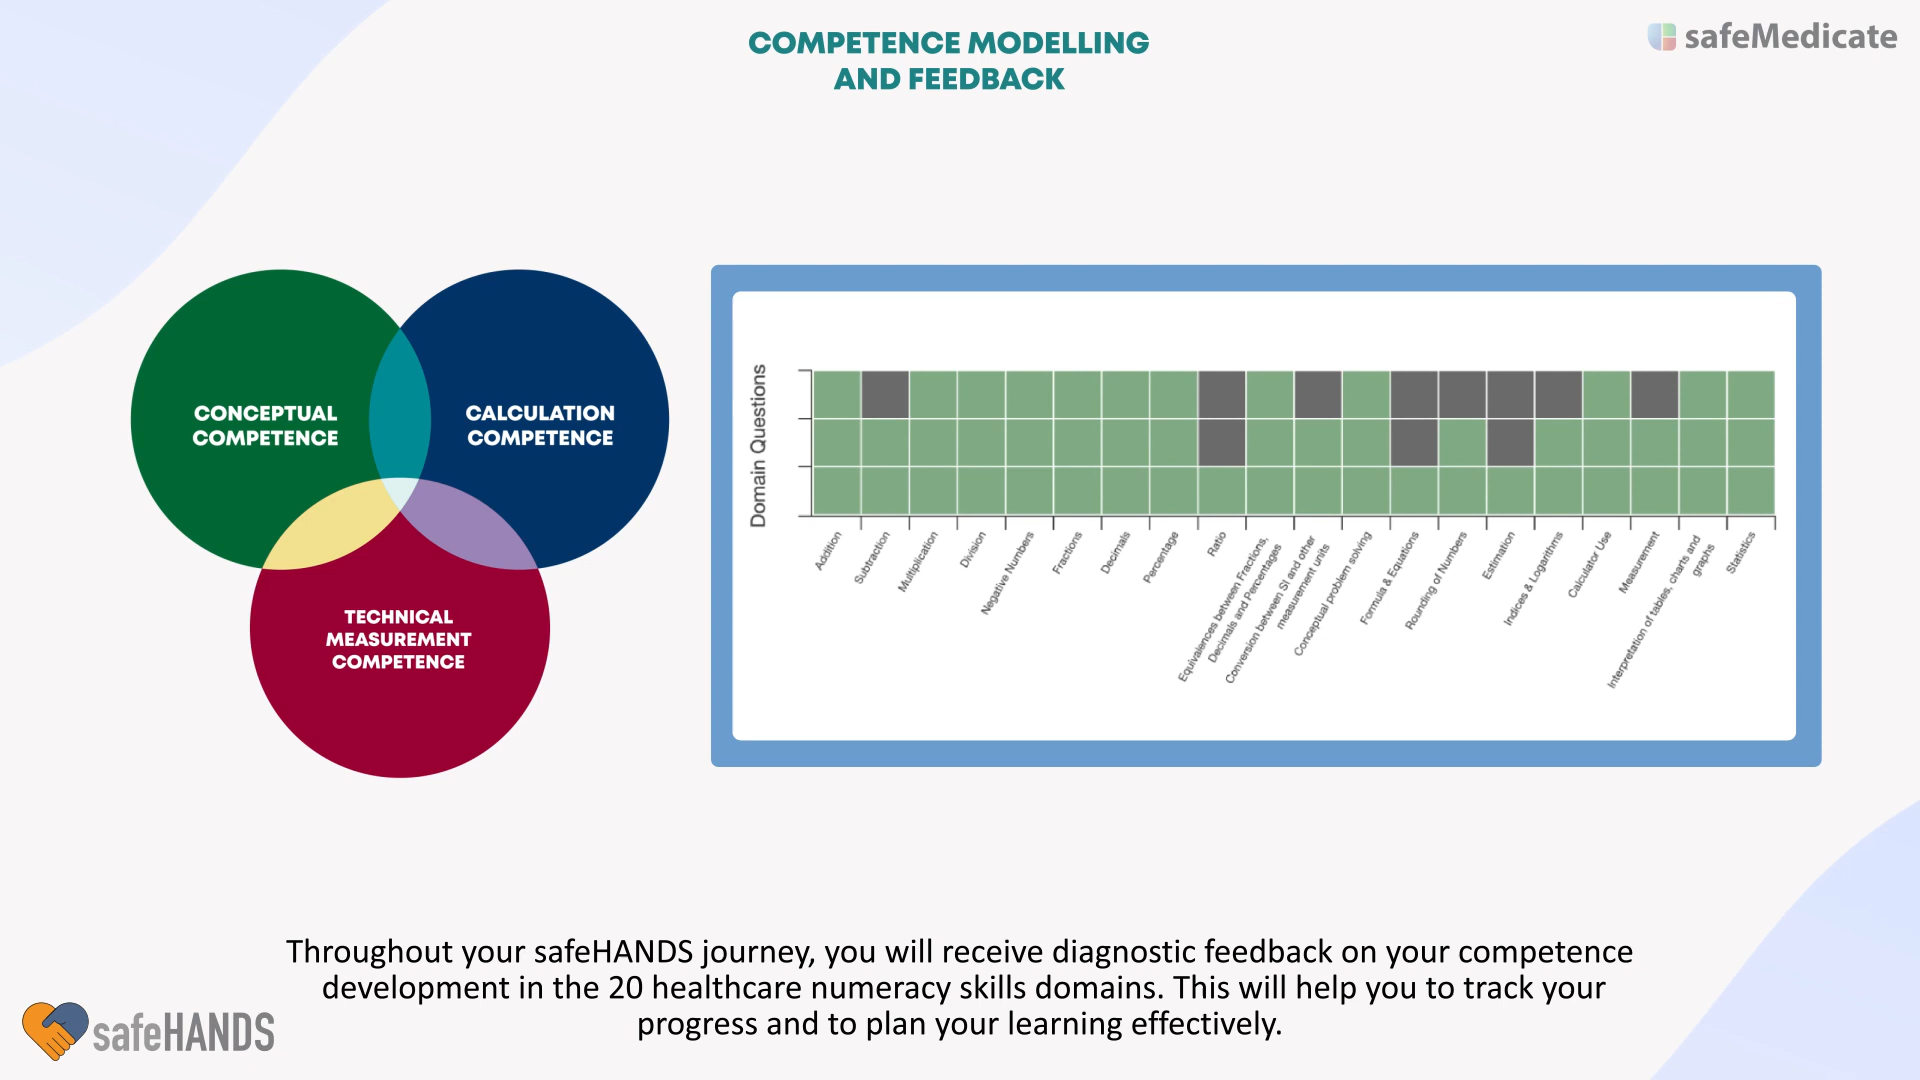 COMPETENCE MODELLING
AND FEEDBACK
safeMedicate
CONCEPTUAL
COMPETENCE
CALCULATION
COMPETENCE
TECHNICAL
MEASUREMENT
COMPETENCE
Domain Questions
Addition
Subtraction
Multiplication
Division
Negative Numbers
Fractions
Decimals
Percentage
Ratio
Equivalences between Fractions,
Decimals and Percentages
Conversion between SI and other
measurement units
Conceptual problem solving
Formula & Equations
Rounding of Numbers
Estimation
Indices & Logarithms
Calculator Use
Measurement
Interpretation of tables, charts and
graphs
Statistics
Throughout your safeHANDS journey, you will receive diagnostic feedback on your competence
development in the 20 healthcare numeracy skills domains. This will help you to track your
progress and to plan your learning effectively.
safeHANDS